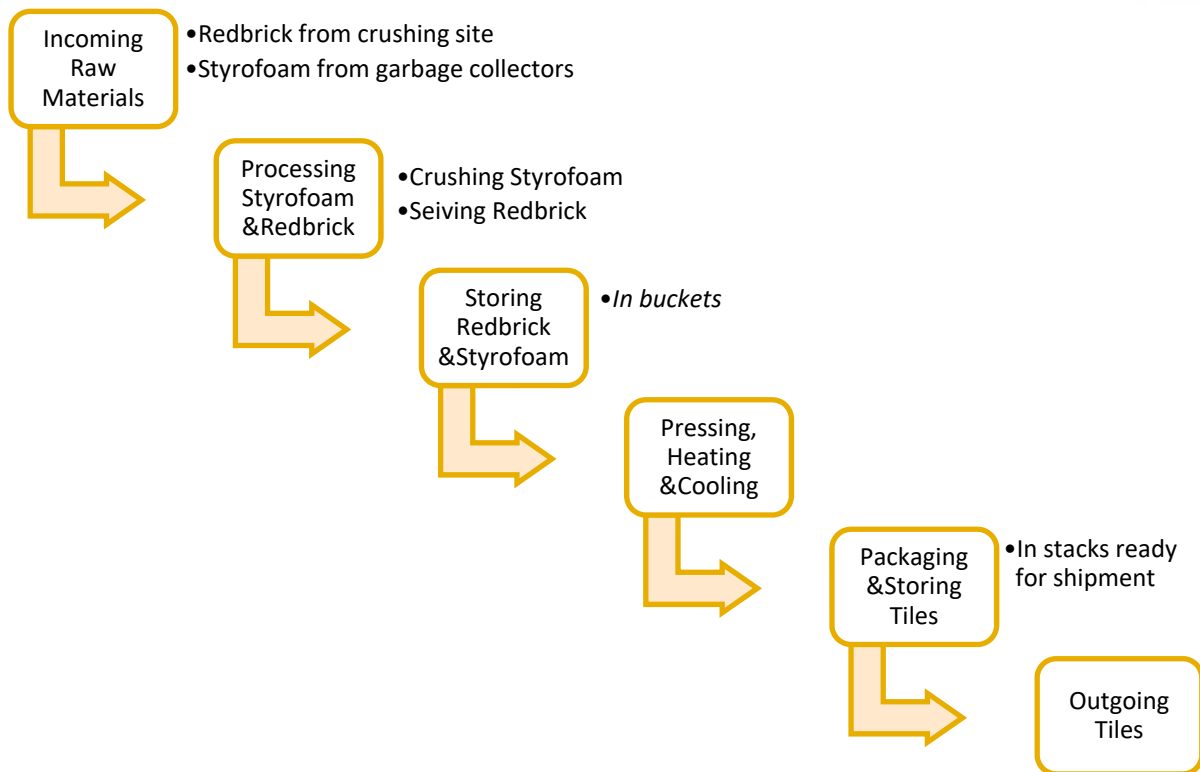 Incoming
Raw
Materials
•Redbrick from crushing site
•Styrofoam from garbage collectors
Processing
Styrofoam
&Redbrick
•Crushing Styrofoam
•Seiving Redbrick
Storing
Redbrick
&Styrofoam
•In buckets
Pressing,
Heating
&Cooling
Packaging
&Storing
Tiles
•In stacks ready
for shipment
Outgoing
Tiles